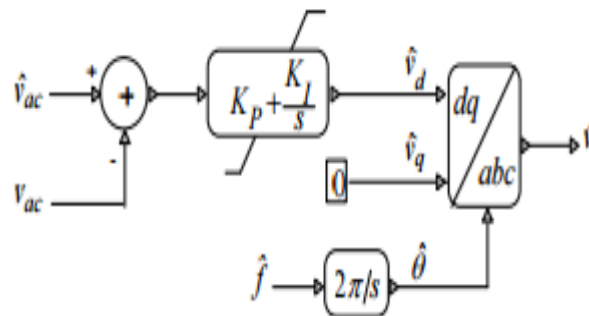 v̂ac
+
+
-
vac
KP + KI/s
v̂d
0
v̂q
dq
abc
v
f̂
2π/s
θ̂